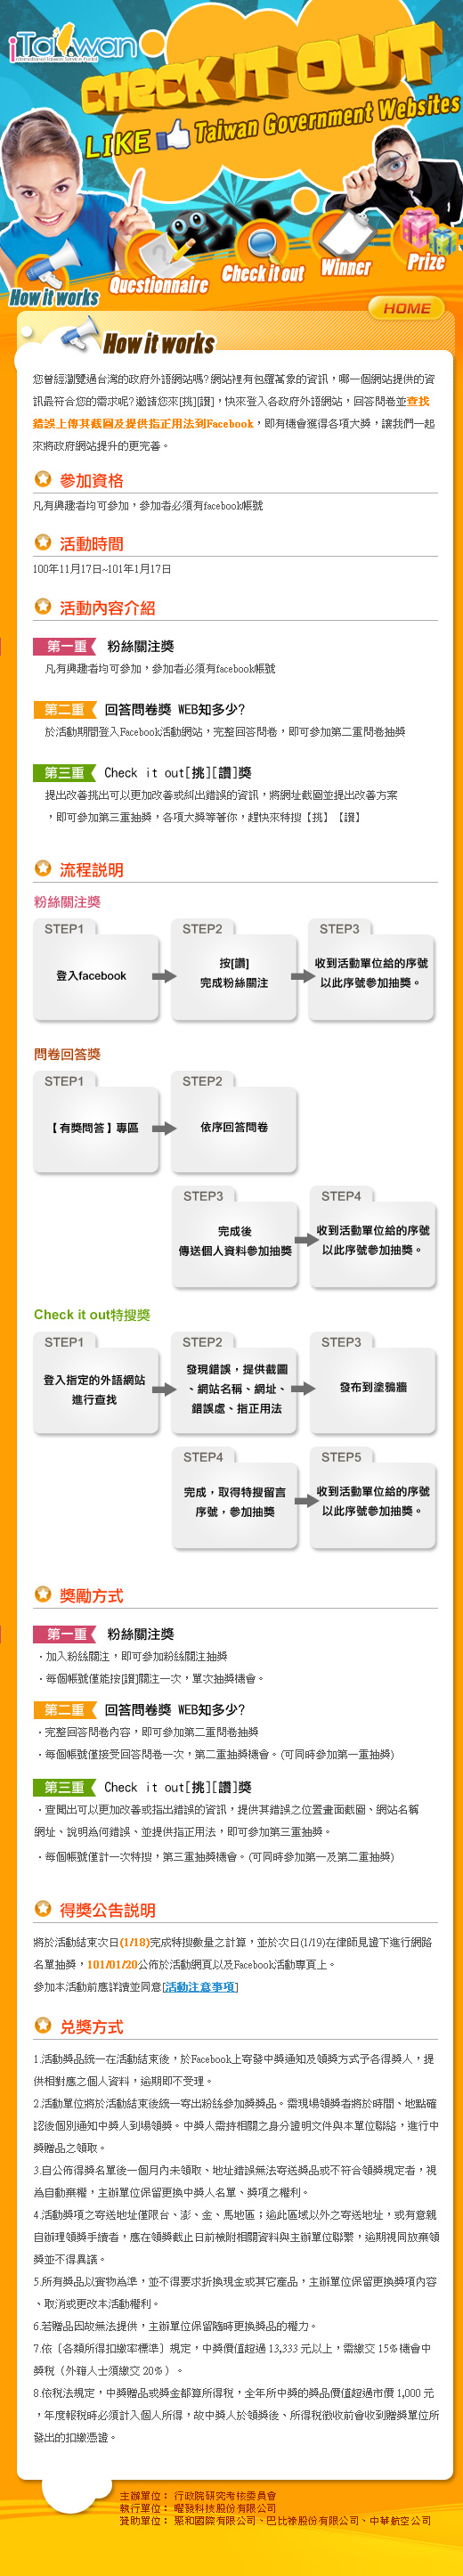 iTaiwan
International Taiwan Service Portal
CHECK IT OUT
LIKE Taiwan Government Websites
How it works
Questionnaire
Check it out
Winner
Prize
HOME
How it works
您曾經瀏覽過台灣的政府外語網站嗎? 網站裡有包羅萬象的資訊，哪一個網站提供的資
訊最符合您的需求呢? 邀請您來[挑][讚]，快來登入各政府外語網站，回答問卷並查找
錯誤上傳其截圖及提供指正用法到Facebook，即有機會獲得各項大獎，讓我們一起
來將政府網站提升的更完善。
參加資格
凡有興趣者均可參加，參加者必須有facebook帳號
活動時間
100年11月17日~101年1月17日
活動內容介紹
第一重 粉絲關注獎
凡有興趣者均可參加，參加者必須有facebook帳號
第二重 回答問卷獎 WEB知多少?
於活動期間登入Facebook活動網站，完整回答問卷，即可參加第二重問卷抽獎
第三重 Check it out[挑][讚]獎
提出改善挑出可以更加改善或糾出錯誤的資訊，將網址截圖並提出改善方案
，即可參加第三重抽獎，各項大獎等著你，趕快來特搜【挑】【讚】
流程說明
粉絲關注獎
STEP1 STEP2 STEP3
登入facebook
按[讚]
完成粉絲關注
收到活動單位給的序號
以此序號參加抽獎。
問卷回答獎
STEP1 STEP2
【有獎問答】專區
依序回答問卷
STEP3 STEP4
完成後
傳送個人資料參加抽獎
收到活動單位給的序號
以此序號參加抽獎。
Check it out特搜獎
STEP1 STEP2 STEP3
登入指定的外語網站
進行查找
發現錯誤，提供截圖
、網站名稱、網址、
錯誤處、指正用法
發布到塗鴉牆
STEP4 STEP5
完成，取得特搜留言
序號，參加抽獎
收到活動單位給的序號
以此序號參加抽獎。
獎勵方式
第一重 粉絲關注獎
・加入粉絲關注，即可參加粉絲關注抽獎
・每個帳號僅能按[讚]關注一次，單次抽獎機會。
第二重 回答問卷獎 WEB知多少?
・完整回答問卷內容，即可參加第二重問卷抽獎
・每個帳號僅接受回答問卷一次，第二重抽獎機會。(可同時參加第一重抽獎)
第三重 Check it out[挑][讚]獎
・查閱出可以更加改善或指出錯誤的資訊，提供其錯誤之位置畫面截圖、網站名稱
網址、說明為何錯誤、並提供指正用法，即可參加第三重抽獎。
・每個帳號僅計一次特搜，第三重抽獎機會。(可同時參加第一及第二重抽獎)
得獎公告說明
將於活動結束次日(1/18)完成特搜數量之計算，並於次日(1/19)在律師見證下進行網路
名單抽獎，101/01/20公佈於活動網頁以及Facebook活動專頁上。
參加本活動前應詳讀並同意[活動注意事項]
兌獎方式
1.活動獎品統一在活動結束後，於Facebook上寄發中獎通知及領獎方式予各得獎人，提
供相對應之個人資料，逾期即不受理。
2.活動單位將於活動結束後統一寄出粉絲參加獎獎品。需現場領獎者將於時間、地點確
認後個別通知中獎人到場領獎。中獎人需持相關之身分證明文件與本單位聯絡，進行中
獎贈品之領取。
3.自公佈得獎名單後一個月內未領取、地址錯誤無法寄送獎品或不符合領獎規定者，視
為自動棄權，主辦單位保留更換中獎人名單、獎項之權利。
4.活動獎項之寄送地址僅限台、澎、金、馬地區；逾此區域以外之寄送地址，或有意親
自辦理領獎手續者，應在領獎截止日前檢附相關資料與主辦單位聯繫，逾期視同放棄領
獎並不得異議。
5.所有獎品以實物為準，並不得要求折換現金或其它產品，主辦單位保留更換獎項內容
、取消或更改本活動權利。
6.若贈品因故無法提供，主辦單位保留隨時更換獎品的權力。
7.依〔各類所得扣繳率標準〕規定，中獎價值超過 13,333 元以上，需繳交 15% 機會中
獎稅（外籍人士須繳交 20%）。
8.依稅法規定，中獎贈品或獎金都算所得稅，全年所中獎的獎品價值超過市價 1,000 元
，年度報稅時必須計入個人所得，故中獎人於領獎後、所得稅徵收前會收到贈獎單位所
發出的扣繳憑證。
主辦單位：行政院研究考核委員會
執行單位：曜發科技股份有限公司
贊助單位：聚和國際有限公司、巴比祿股份有限公司、中華航空公司